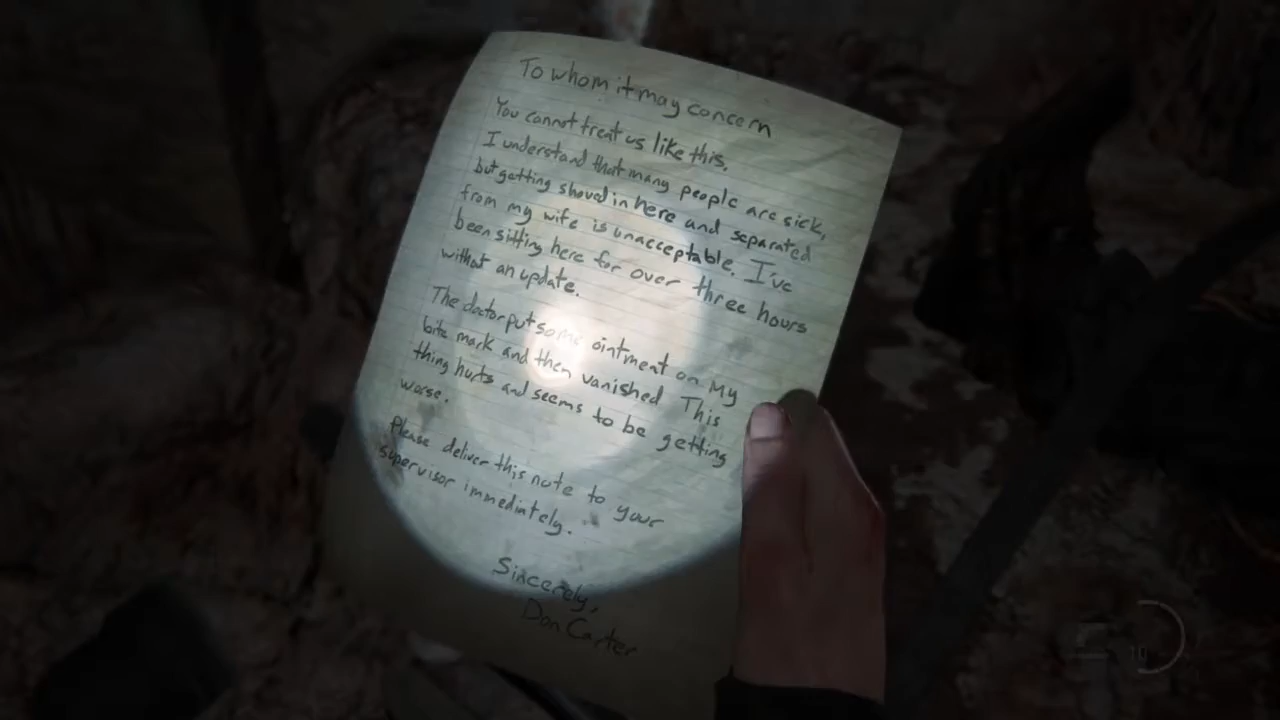 To whom it may concern
You cannot treat us like this.
I understand that many people are sick,
but getting shoved in here and separated
from my wife is unacceptable. I've
been sitting here for over three hours
without an update.
The doctor put some ointment on my
bite mark and then vanished This
thing hurts and seems to be getting
worse.
Please deliver this note to your
supervisor immediately.
Sincerely,
Don Carter
10